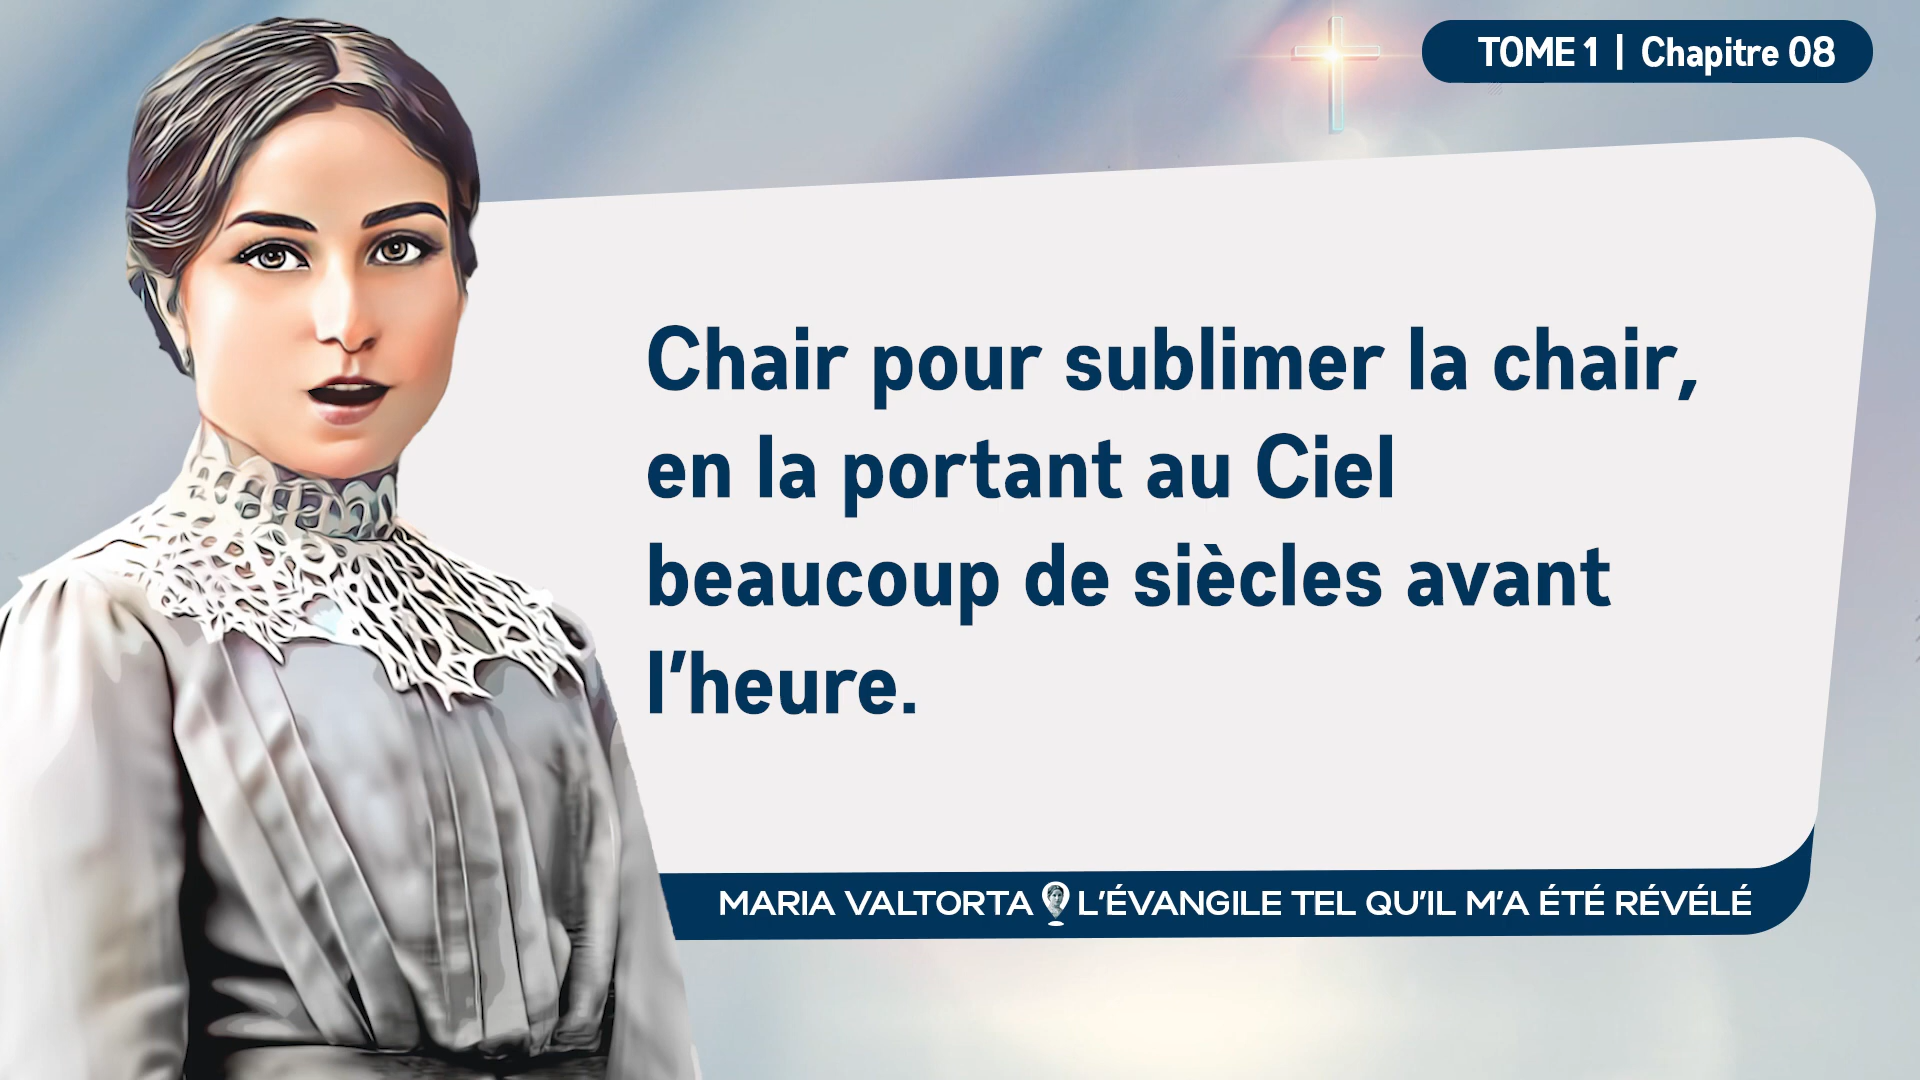 TOME 1 | Chapitre 08
Chair pour sublimer la chair,
en la portant au Ciel
beaucoup de siècles avant
l’heure.
MARIA VALTORTA L’ÉVANGILE TEL QU’IL M’A ÉTÉ RÉVÉLÉ